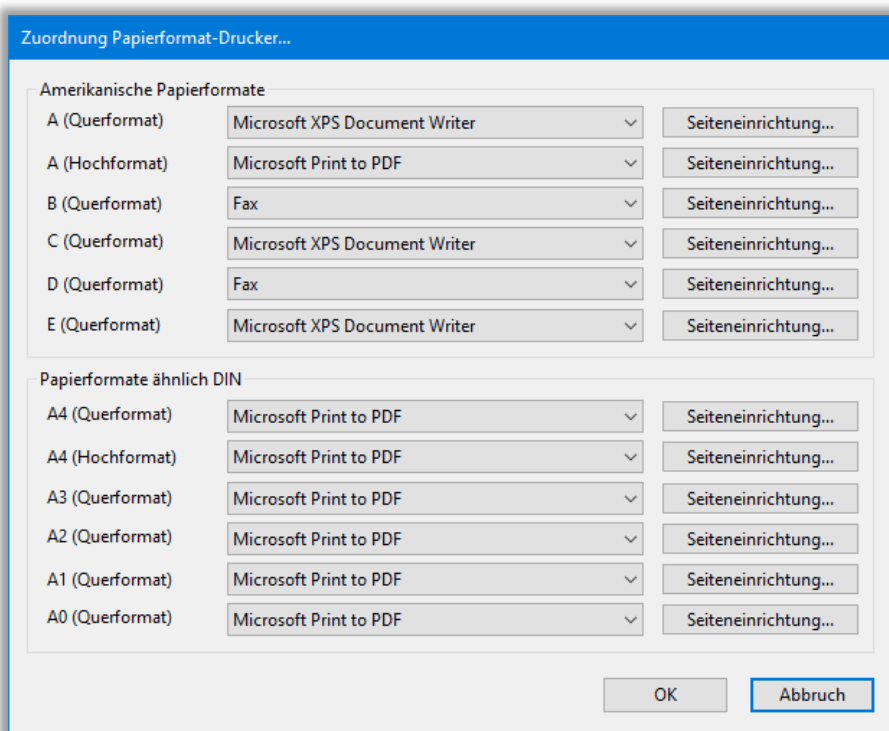 Zuordnung Papierformat-Drucker...
Amerikanische Papierformate
A (Querformat) Microsoft XPS Document Writer Seiteneinrichtung...
A (Hochformat) Microsoft Print to PDF Seiteneinrichtung...
B (Querformat) Fax Seiteneinrichtung...
C (Querformat) Microsoft XPS Document Writer Seiteneinrichtung...
D (Querformat) Fax Seiteneinrichtung...
E (Querformat) Microsoft XPS Document Writer Seiteneinrichtung...
Papierformate ähnlich DIN
A4 (Querformat) Microsoft Print to PDF Seiteneinrichtung...
A4 (Hochformat) Microsoft Print to PDF Seiteneinrichtung...
A3 (Querformat) Microsoft Print to PDF Seiteneinrichtung...
A2 (Querformat) Microsoft Print to PDF Seiteneinrichtung...
A1 (Querformat) Microsoft Print to PDF Seiteneinrichtung...
A0 (Querformat) Microsoft Print to PDF Seiteneinrichtung...
OK Abbruch